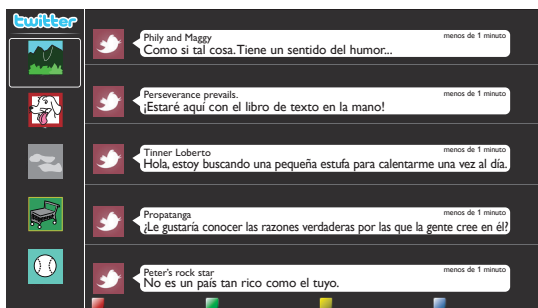 twitter
Phily and Maggy
menos de 1 minuto
Como si tal cosa. Tiene un sentido del humor...
Perseverance prevails.
menos de 1 minuto
¡Estaré aquí con el libro de texto en la mano!
Tinner Loberto
menos de 1 minuto
Hola, estoy buscando una pequeña estufa para calentarme una vez al día.
Propatanga
menos de 1 minuto
¿Le gustaría conocer las razones verdaderas por las que la gente cree en él?
Peter's rock star
menos de 1 minuto
No es un país tan rico como el tuyo.